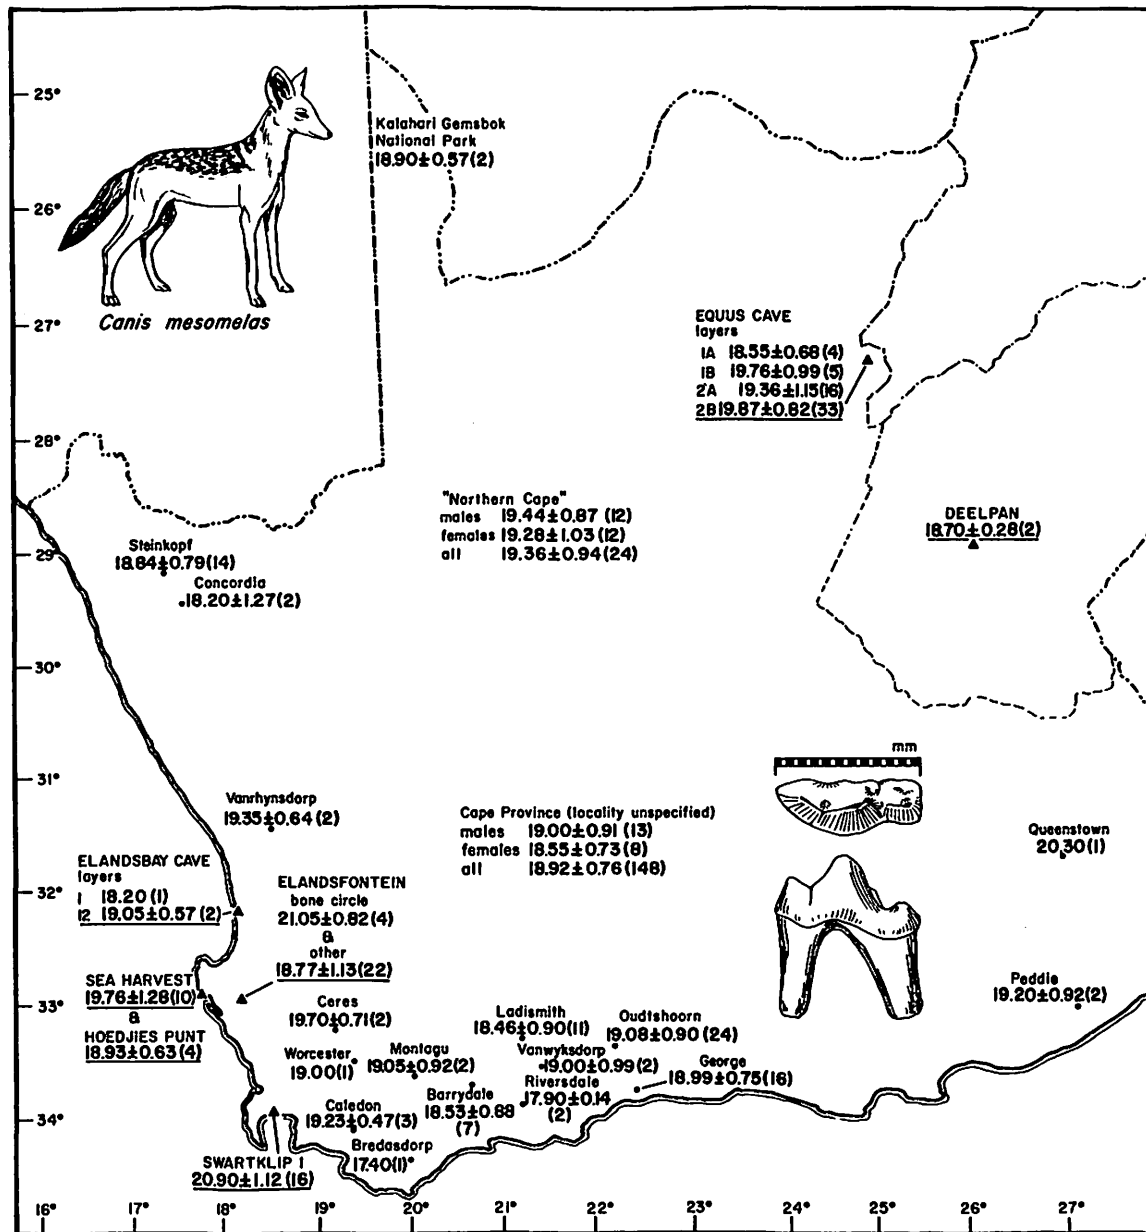 25°
26°
27°
28°
29°
30°
31°
32°
33°
34°
Canis mesomelas
Kalahari Gemsbok
National Park
18.90±0.57(2)
EQUUS CAVE
layers
1A 18.55±0.68(4)
1B 19.76±0.99(5)
2A 19.36±1.15(16)
2B 19.87±0.82(33)
"Northern Cape"
males 19.44±0.87 (12)
females 19.28±1.03 (12)
all 19.36±0.94(24)
DEELPAN
18.70±0.28(2)
Steinkopf
18.84±0.79(14)
Concordia
18.20±1.27(2)
mm
Vanrhynsdorp
19.35±0.64 (2)
Cape Province (locality unspecified)
males 19.00±0.91 (13)
females 18.55±0.73(8)
all 18.92±0.76(148)
Queenstown
20.30(1)
ELANDSBAY CAVE
layers
1 18.20 (1)
12 19.05±0.57(2)
ELANDSFONTEIN
bone circle
21.05±0.82(4)
&
other
18.77±1.13(22)
SEA HARVEST
19.76±1.28(10)
&
HOEDJIES PUNT
18.93±0.63(4)
Ceres
19.70±0.71(2)
Ladismith
18.46±0.90(11)
Oudtshoorn
19.08±0.90 (24)
Peddie
19.20±0.92(2)
Worcester
19.00(1)
Montagu
19.05±0.92(2)
Vanwyksdorp
19.00±0.99(2)
George
18.99±0.75(16)
Barrydale
18.53±0.68
(7)
Riversdale
17.90±0.14
(2)
Caledon
19.23±0.47(3)
Bredasdorp
17.40(1)
SWARTKLIP 1
20.90±1.12(16)
16° 17° 18° 19° 20° 21° 22° 23° 24° 25° 26° 27°